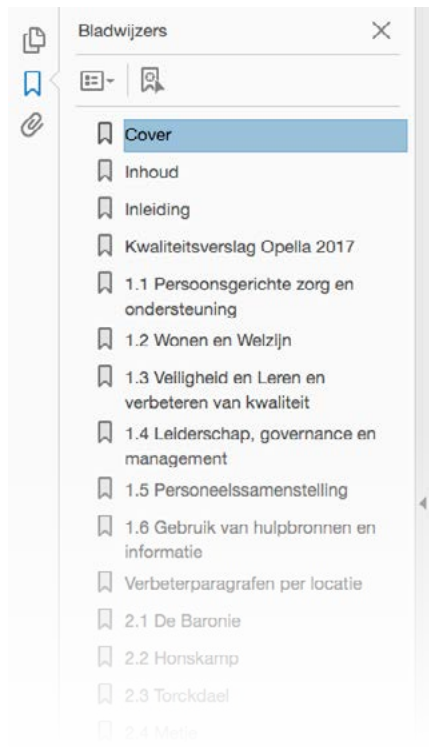 Bladwijzers
Cover
Inhoud
Inleiding
Kwaliteitsverslag Opella 2017
1.1 Persoonsgerichte zorg en
ondersteuning
1.2 Wonen en Welzijn
1.3 Veiligheid en Leren en
verbeteren van kwaliteit
1.4 Leiderschap, governance en
management
1.5 Personeelssamenstelling
1.6 Gebruik van hulpbronnen en
informatie
Verbeterparagrafen per locatie
2.1 De Baronie
2.2 Honskamp
2.3 Torckdael
2.4